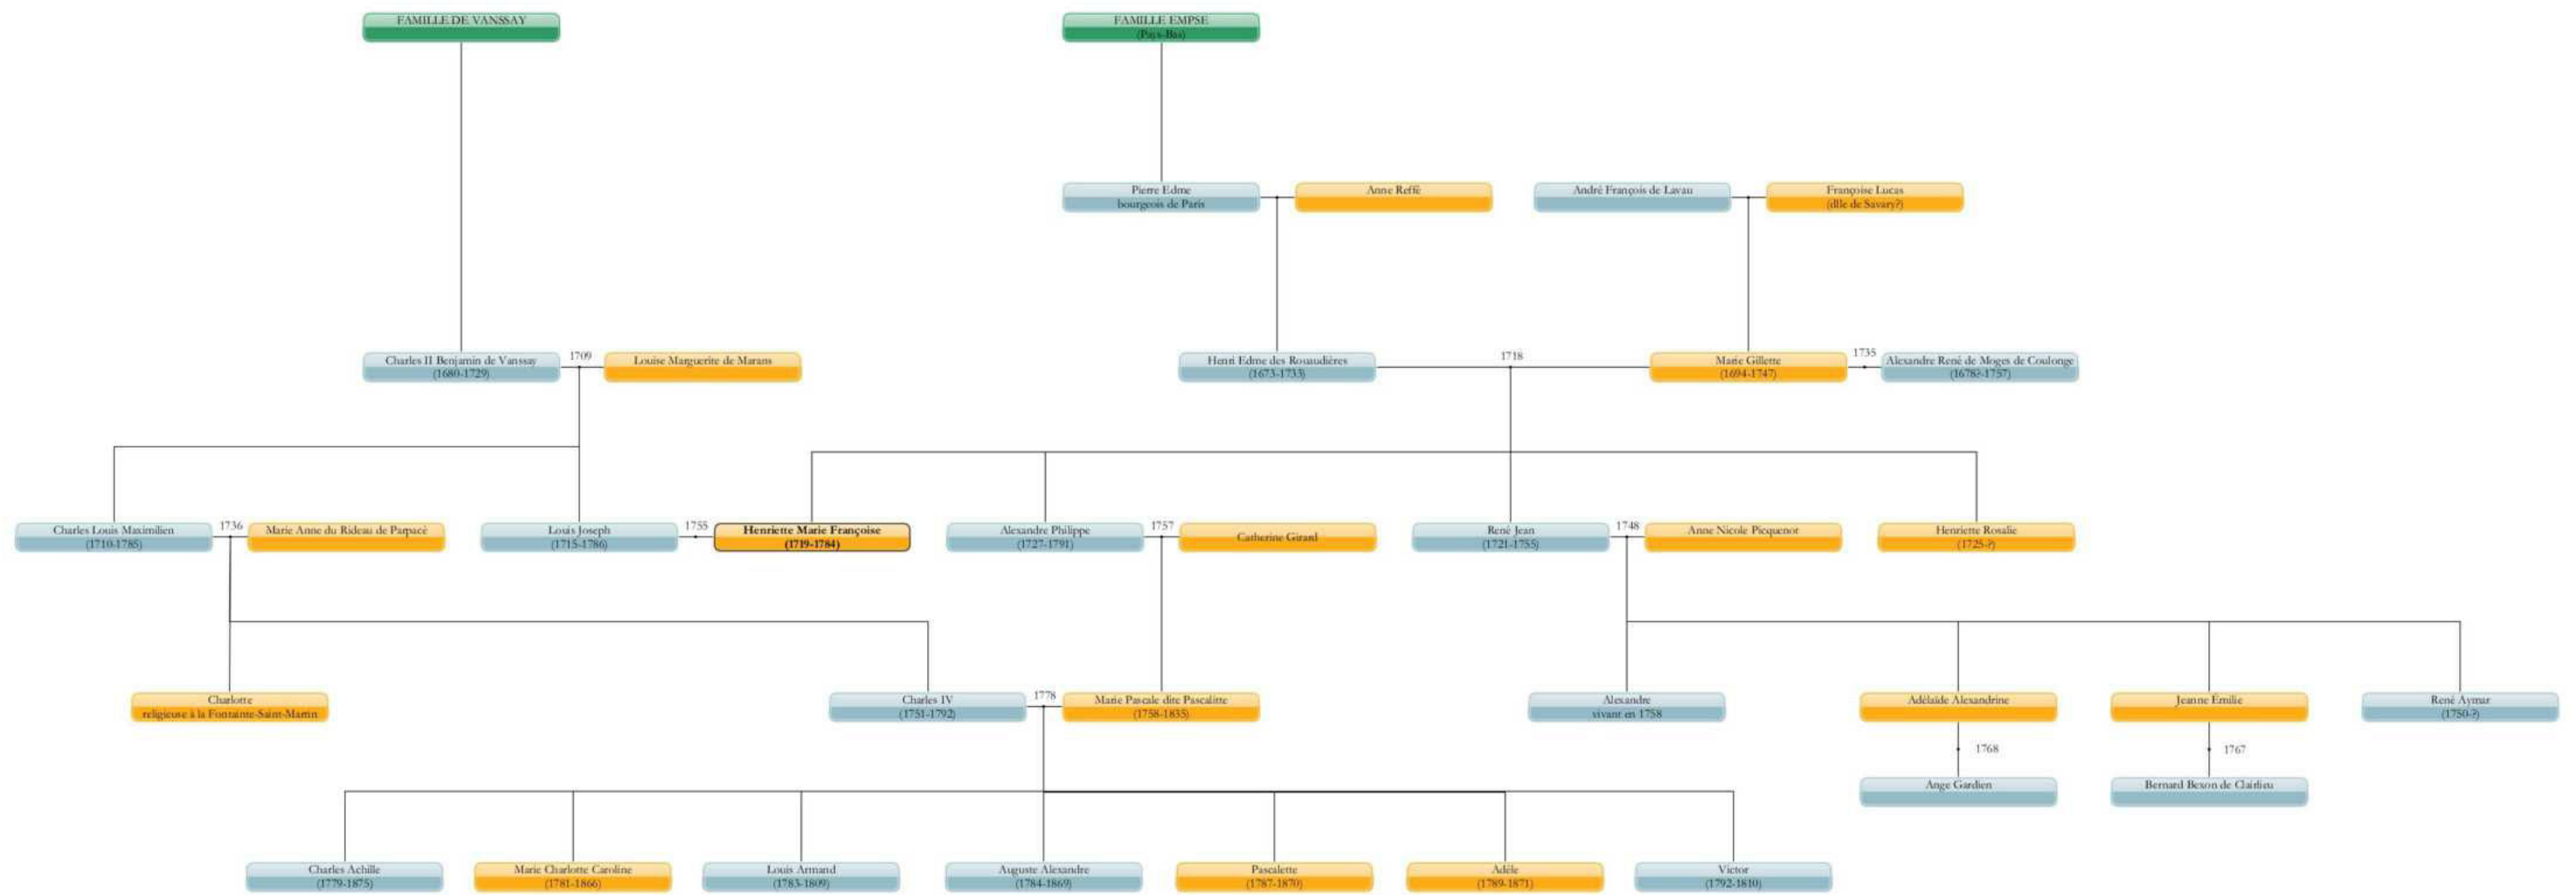 FAMILLE DE VANSSAY
FAMILLE EMPSE
(Pays-Bas)
Pierre Edme
bourgeois de Paris
Anne Reffé
André François de Lavau
Françoise Lucas
(dlle de Savary?)
Charles II Benjamin de Vanssay
(1680-1729)
1709
Louise Marguerite de Marans
Henri Edme des Rouaudières
(1673-1733)
1718
Marie Gillette
(1694-1747)
1735
Alexandre René de Moges de Coulonge
(1678?-1757)
Charles Louis Maximilien
(1710-1785)
1736
Marie Anne du Rideau de Parpacé
Louis Joseph
(1715-1786)
1755
Henriette Marie Françoise
(1719-1784)
Alexandre Philippe
(1727-1791)
1757
Catherine Girard
René Jean
(1721-1755)
1748
Anne Nicole Picquenot
Henriette Rosalie
(1725-?)
Charlotte
religieuse à la Fontainte-Saint-Martin
Charles IV
(1751-1792)
1778
Marie Pascale dite Pascalitte
(1758-1835)
Alexandre
vivant en 1758
Adélaïde Alexandrine
Jeanne Émilie
René Aymar
(1750-?)
1768
1767
Ange Gardien
Bernard Bexon de Clairlieu
Charles Achille
(1779-1875)
Marie Charlotte Caroline
(1781-1866)
Louis Armand
(1783-1809)
Auguste Alexandre
(1784-1869)
Pascalette
(1787-1870)
Adèle
(1789-1871)
Victor
(1792-1810)